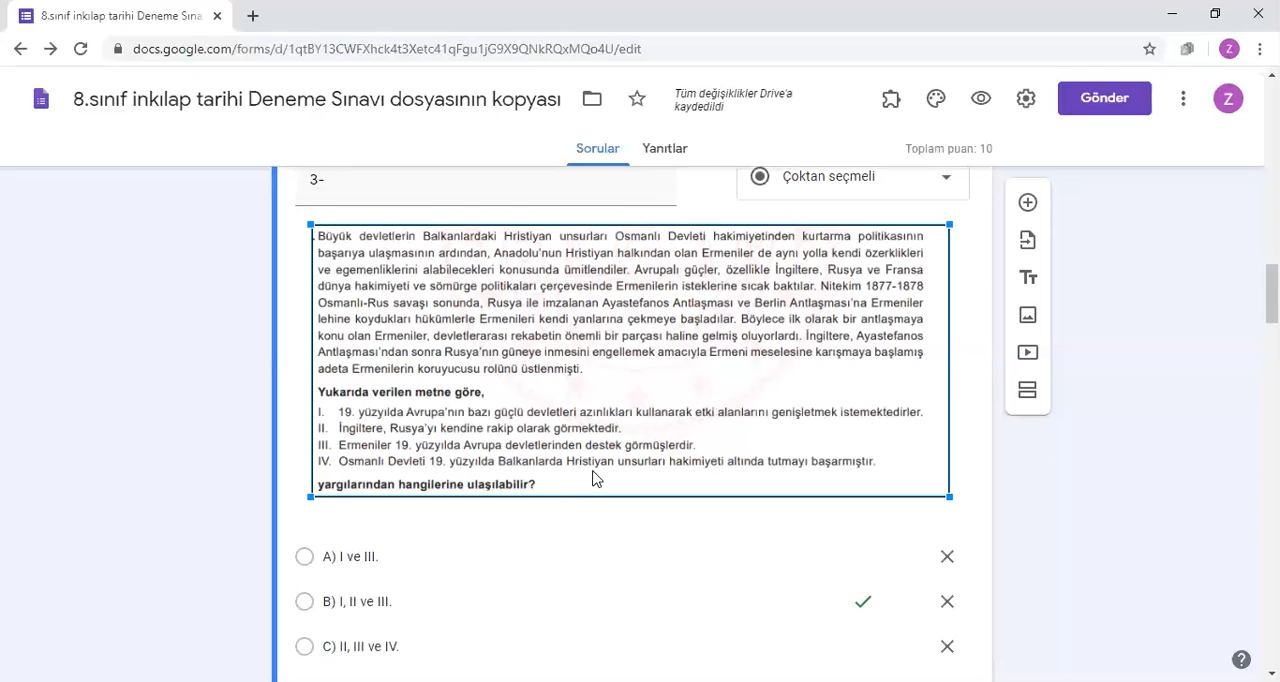 8.sınıf inkılap tarihi Deneme Sına
docs.google.com/forms/d/1qtBY13CWFXhck4t3Xetc41qFgu1jG9X9QNkRQxMQo4U/edit
Z
8.sınıf inkılap tarihi Deneme Sınavı dosyasının kopyası
Tüm değişiklikler Drive'a
kaydedildi
Gönder
Z
Sorular
Yanıtlar
Toplam puan: 10
3-
Çoktan seçmeli
Büyük devletlerin Balkanlardaki Hristiyan unsurları Osmanlı Devleti hakimiyetinden kurtarma politikasının
başarıya ulaşmasının ardından, Anadolu'nun Hristiyan halkından olan Ermeniler de aynı yolla kendi özerklikleri
ve egemenliklerini alabilecekleri konusunda ümitlendiler. Avrupalı güçler, özellikle İngiltere, Rusya ve Fransa
dünya hakimiyeti ve sömürge politikaları çerçevesinde Ermenilerin isteklerine sıcak baktılar. Nitekim 1877-1878
Osmanlı-Rus savaşı sonunda, Rusya ile imzalanan Ayastefanos Antlaşması ve Berlin Antlaşması'na Ermeniler
lehine koydukları hükümlerle Ermenileri kendi yanlarına çekmeye başladılar. Böylece ilk olarak bir antlaşmaya
konu olan Ermeniler, devletlerarası rekabetin önemli bir parçası haline gelmiş oluyorlardı. İngiltere, Ayastefanos
Antlaşması'ndan sonra Rusya'nın güneye inmesini engellemek amacıyla Ermeni meselesine karışmaya başlamış
adeta Ermenilerin koruyucusu rolünü üstlenmişti.
Yukarıda verilen metne göre,
I. 19. yüzyılda Avrupa'nın bazı güçlü devletleri azınlıkları kullanarak etki alanlarını genişletmek istemektedirler.
II. İngiltere, Rusya'yı kendine rakip olarak görmektedir.
III. Ermeniler 19. yüzyılda Avrupa devletlerinden destek görmüşlerdir.
IV. Osmanlı Devleti 19. yüzyılda Balkanlarda Hristiyan unsurları hakimiyeti altında tutmayı başarmıştır.
yargılarından hangilerine ulaşılabilir?
A) I ve III.
B) I, II ve III.
C) II, III ve IV.